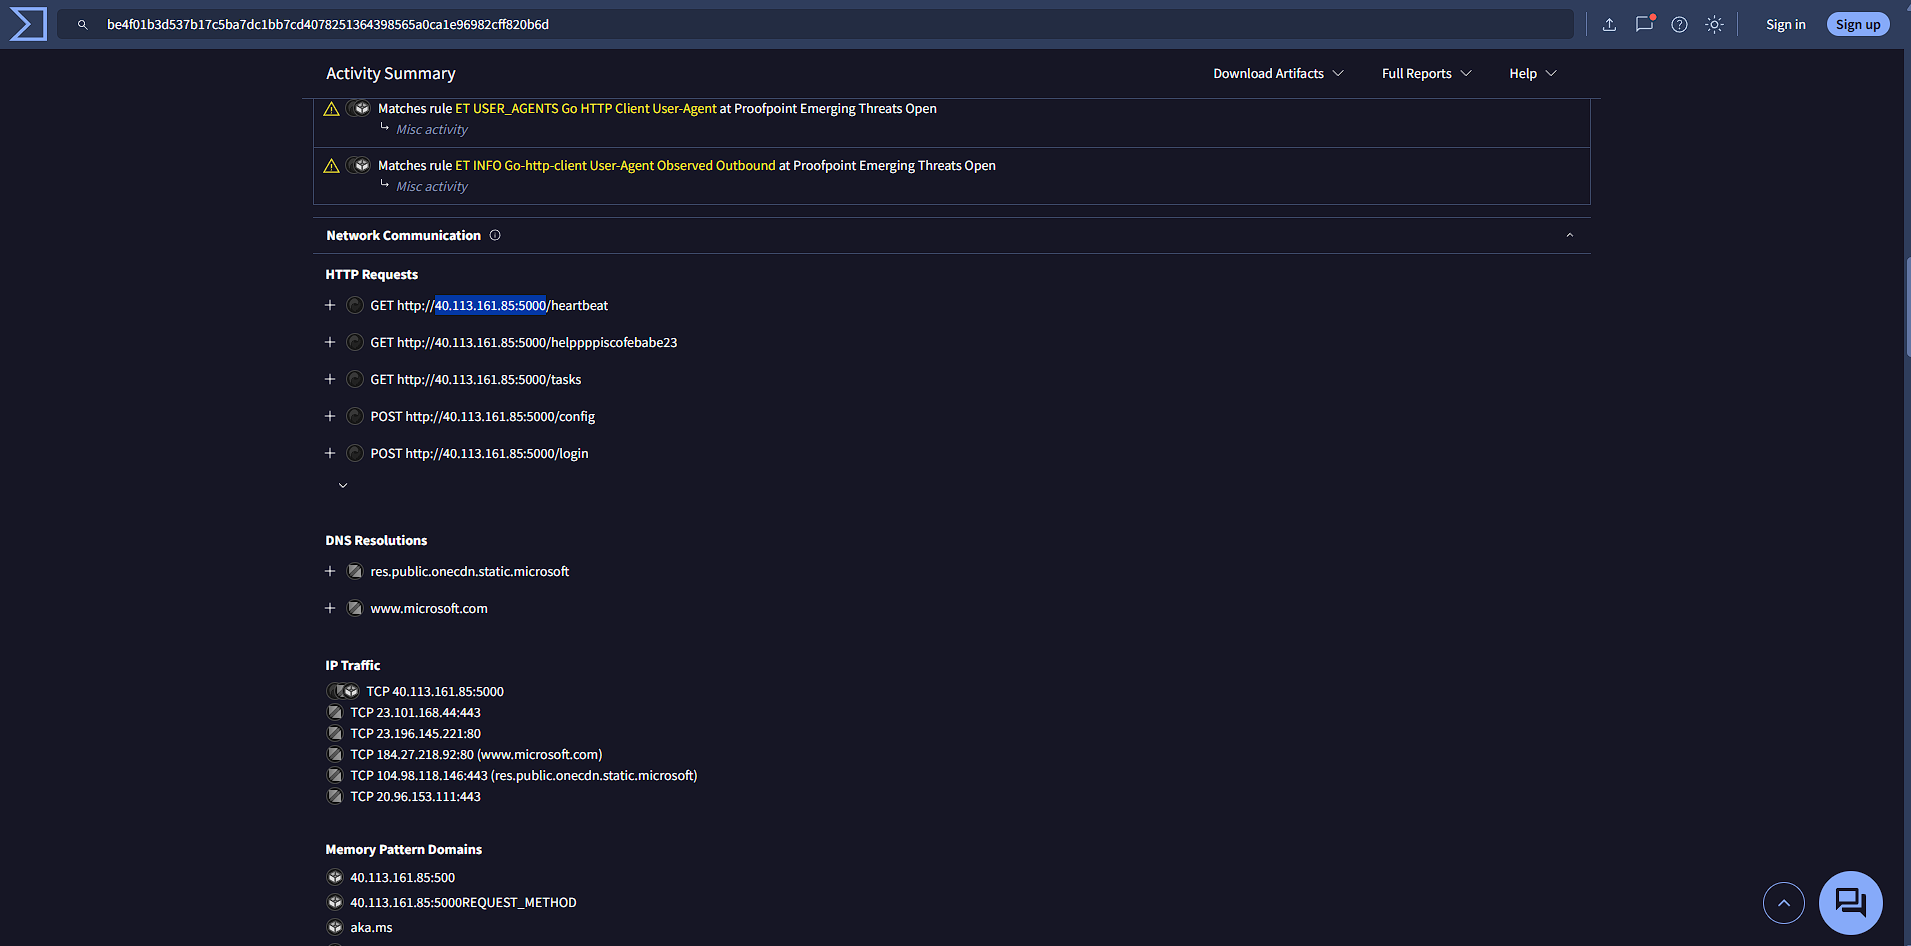 be4f01b3d537b17c5ba7dc1bb7cd4078251364398565a0ca1e96982cff820b6d
Sign in
Sign up
Activity Summary
Download Artifacts
Full Reports
Help
Matches rule ET USER_AGENTS Go HTTP Client User-Agent at Proofpoint Emerging Threats Open
Misc activity
Matches rule ET INFO Go-http-client User-Agent Observed Outbound at Proofpoint Emerging Threats Open
Misc activity
Network Communication
HTTP Requests
GET http://40.113.161.85:5000/heartbeat
GET http://40.113.161.85:5000/helppppiscofebabe23
GET http://40.113.161.85:5000/tasks
POST http://40.113.161.85:5000/config
POST http://40.113.161.85:5000/login
DNS Resolutions
res.public.onecdn.static.microsoft
www.microsoft.com
IP Traffic
TCP 40.113.161.85:5000
TCP 23.101.168.44:443
TCP 23.196.145.221:80
TCP 184.27.218.92:80 (www.microsoft.com)
TCP 104.98.118.146:443 (res.public.onecdn.static.microsoft)
TCP 20.96.153.111:443
Memory Pattern Domains
40.113.161.85:500
40.113.161.85:5000REQUEST_METHOD
aka.ms